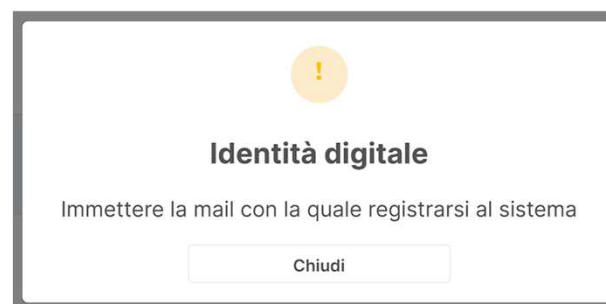 !
Identità digitale
Immettere la mail con la quale registrarsi al sistema
Chiudi